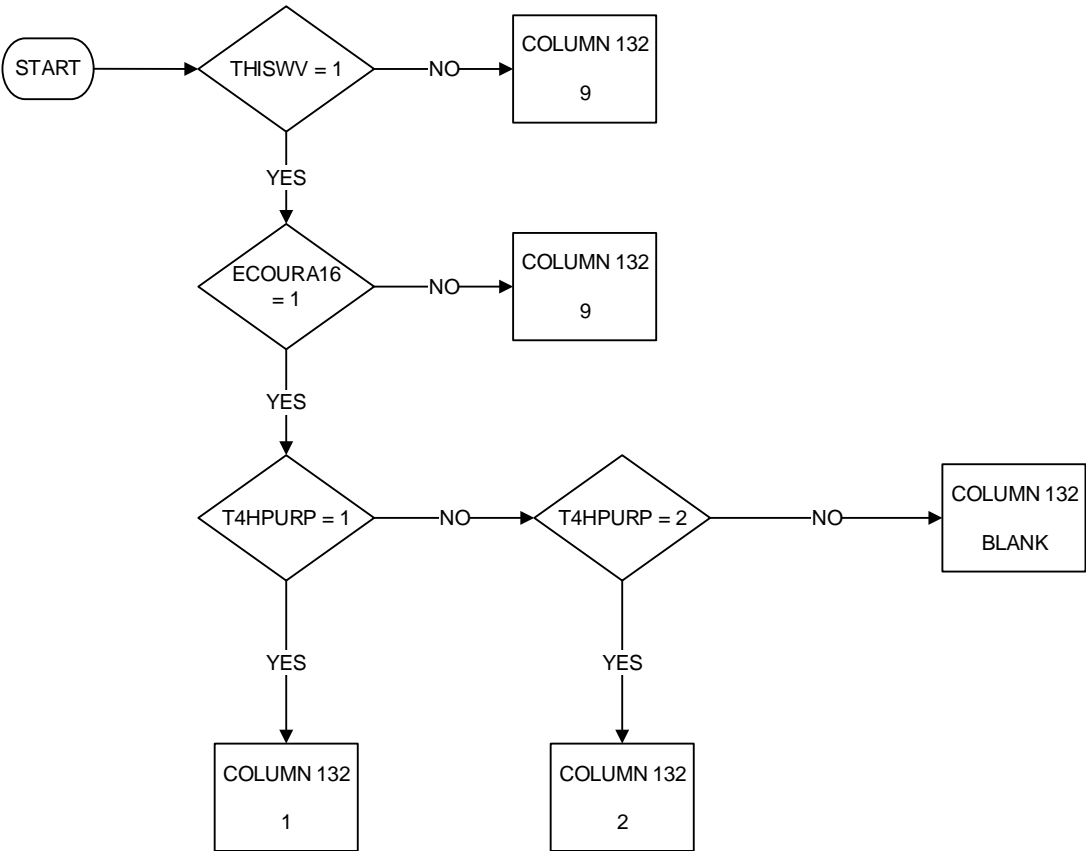 START
THISWV = 1
NO
COLUMN 132
9
YES
ECOURA16
= 1
NO
COLUMN 132
9
YES
T4HPURP = 1
NO
T4HPURP = 2
NO
COLUMN 132
BLANK
YES
YES
COLUMN 132
1
COLUMN 132
2